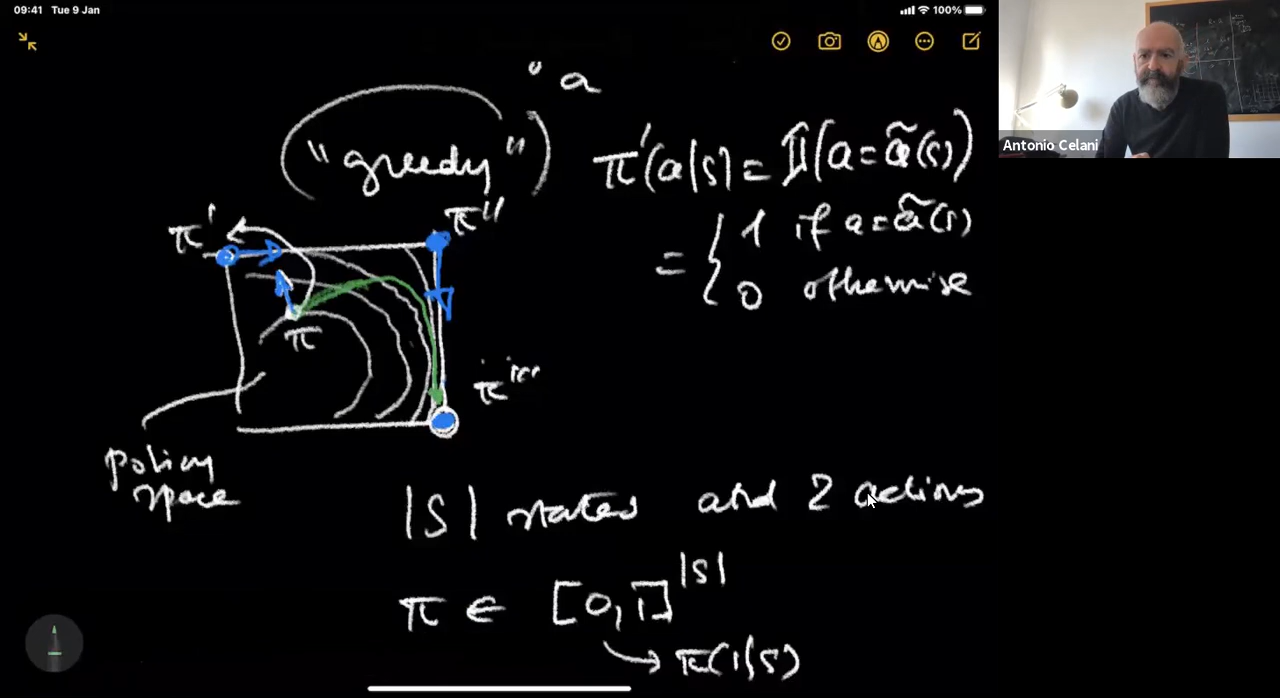 09:41 Tue 9 Jan
100%
Antonio Celani
" a
("greedy")
π'(a|s) = 𝕀(a = ã(s))
= { 1 if a = ã(s)
0 otherwise
π'
π"
π
π'''
policy
space
|S| states and 2 actions
π ∈ [0,1]^|S|
→ π(1|s)